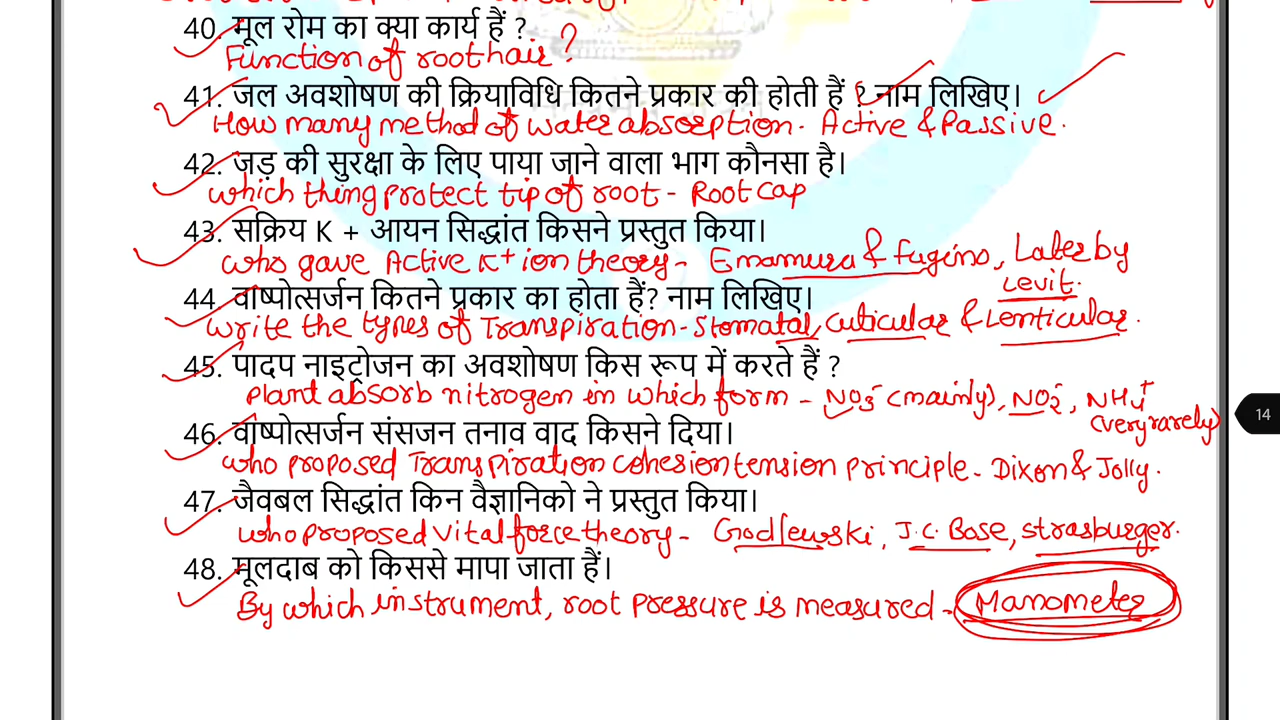 40. मूल रोम का क्या कार्य हैं ?
Function of root hair ?
41. जल अवशोषण की क्रियाविधि कितने प्रकार की होती हैं ? नाम लिखिए।
How many method of water absorption - Active & Passive.
42. जड़ की सुरक्षा के लिए पाया जाने वाला भाग कौनसा है।
which thing protect tip of root - Root cap
43. सक्रिय K + आयन सिद्धांत किसने प्रस्तुत किया।
who gave Active K+ ion theory - Emamura & Fugino, Later by
Levit.
44. वाष्पोत्सर्जन कितने प्रकार का होता हैं? नाम लिखिए।
write the types of Transpiration - Stomatal, cuticular & Lenticular.
45. पादप नाइट्रोजन का अवशोषण किस रूप में करते हैं ?
plant absorb nitrogen in which form - NO3- (mainly), NO2-, NH4+
(very rarely)
46. वाष्पोत्सर्जन संसजन तनाव वाद किसने दिया।
who proposed Transpiration cohesion tension principle - Dixon & Jolly.
47. जैवबल सिद्धांत किन वैज्ञानिको ने प्रस्तुत किया।
who proposed vital force theory - Godlewski, J.C. Bose, strasburger.
48. मूलदाब को किससे मापा जाता हैं।
By which instrument, root pressure is measured - Manometer
14